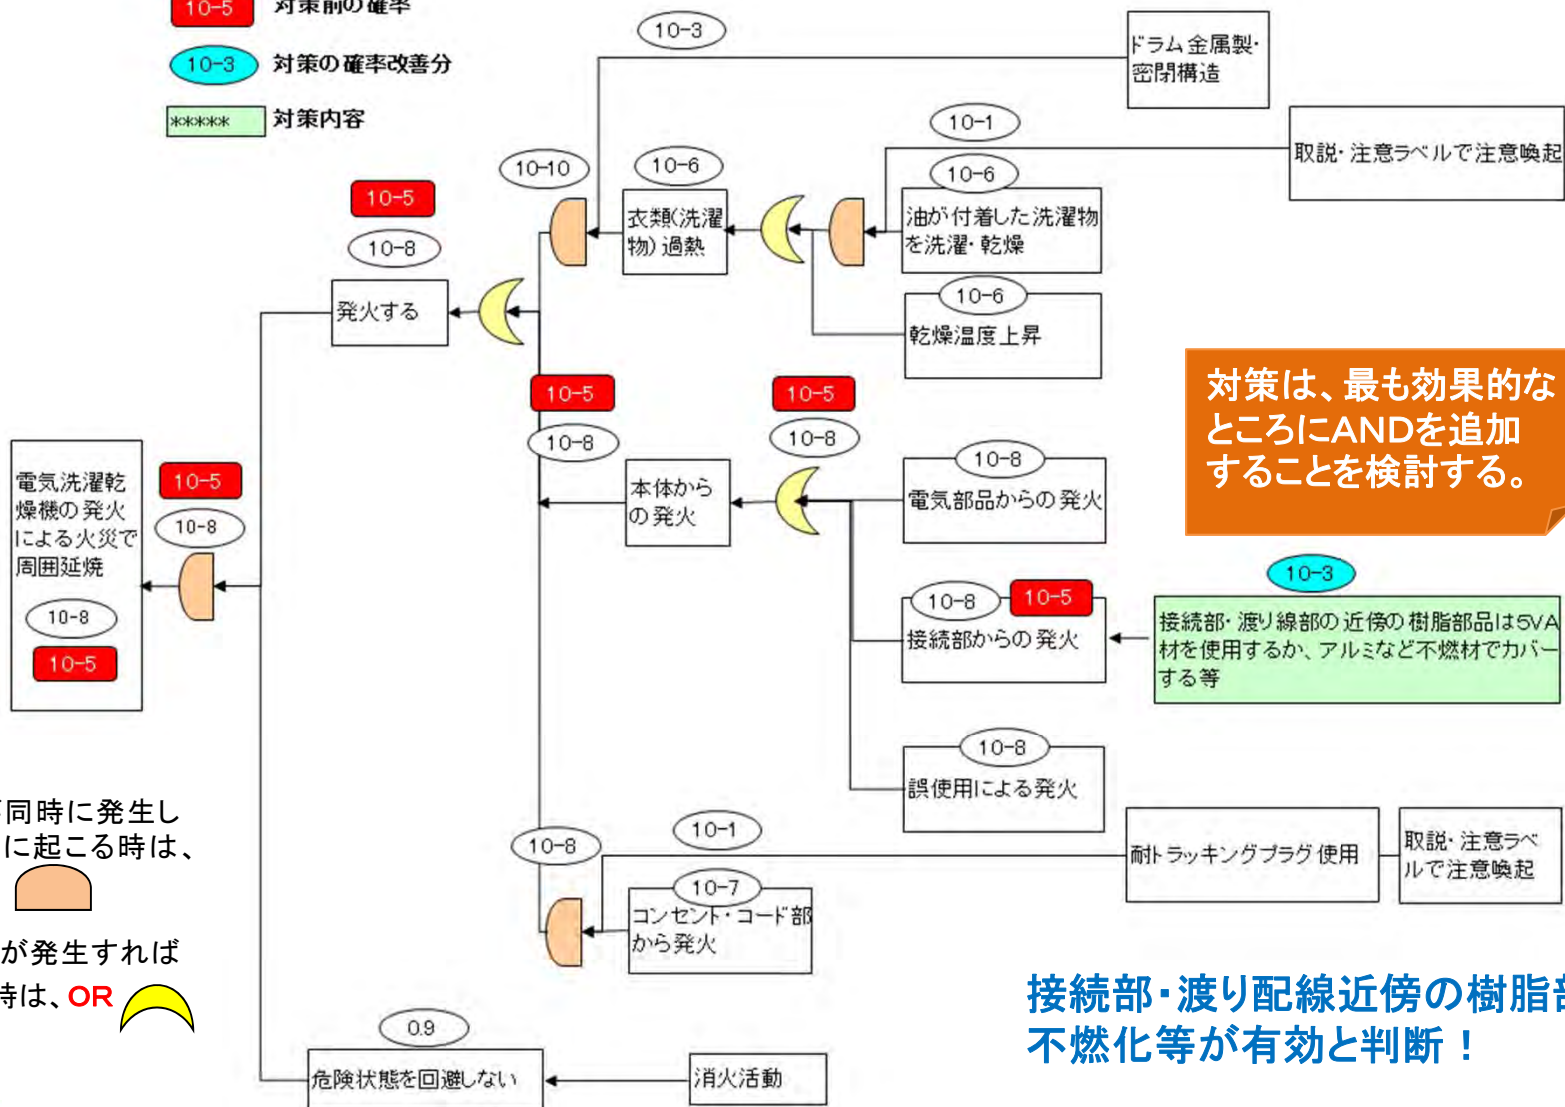 10-5 対策前の確率
10-3 対策の確率改善分
***** 対策内容
10-3
ドラム金属製・
密閉構造
10-1
取説・注意ラベルで注意喚起
10-10
10-6
衣類(洗濯
物)過熱
10-6
油が付着した洗濯物
を洗濯・乾燥
10-6
乾燥温度上昇
10-5
10-8
発火する
10-5
10-8
本体から
の発火
10-5
10-8
10-8
電気部品からの発火
10-8
10-5
接続部からの発火
10-8
誤使用による発火
対策は、最も効果的な
ところにANDを追加
することを検討する。
10-3
接続部・渡り線部の近傍の樹脂部品は5VA
材を使用するか、アルミなど不燃材でカバー
する等
電気洗濯乾
燥機の発火
による火災で
周囲延焼
10-8
10-5
10-5
10-8
10-8
10-1
10-7
コンセント・コード部
から発火
耐トラッキングプラグ使用
取説・注意ラベ
ルで注意喚起
同時に発生し
に起こる時は、
が発生すれば
時は、OR
0.9
危険状態を回避しない
消火活動
接続部・渡り配線近傍の樹脂部
不燃化等が有効と判断！